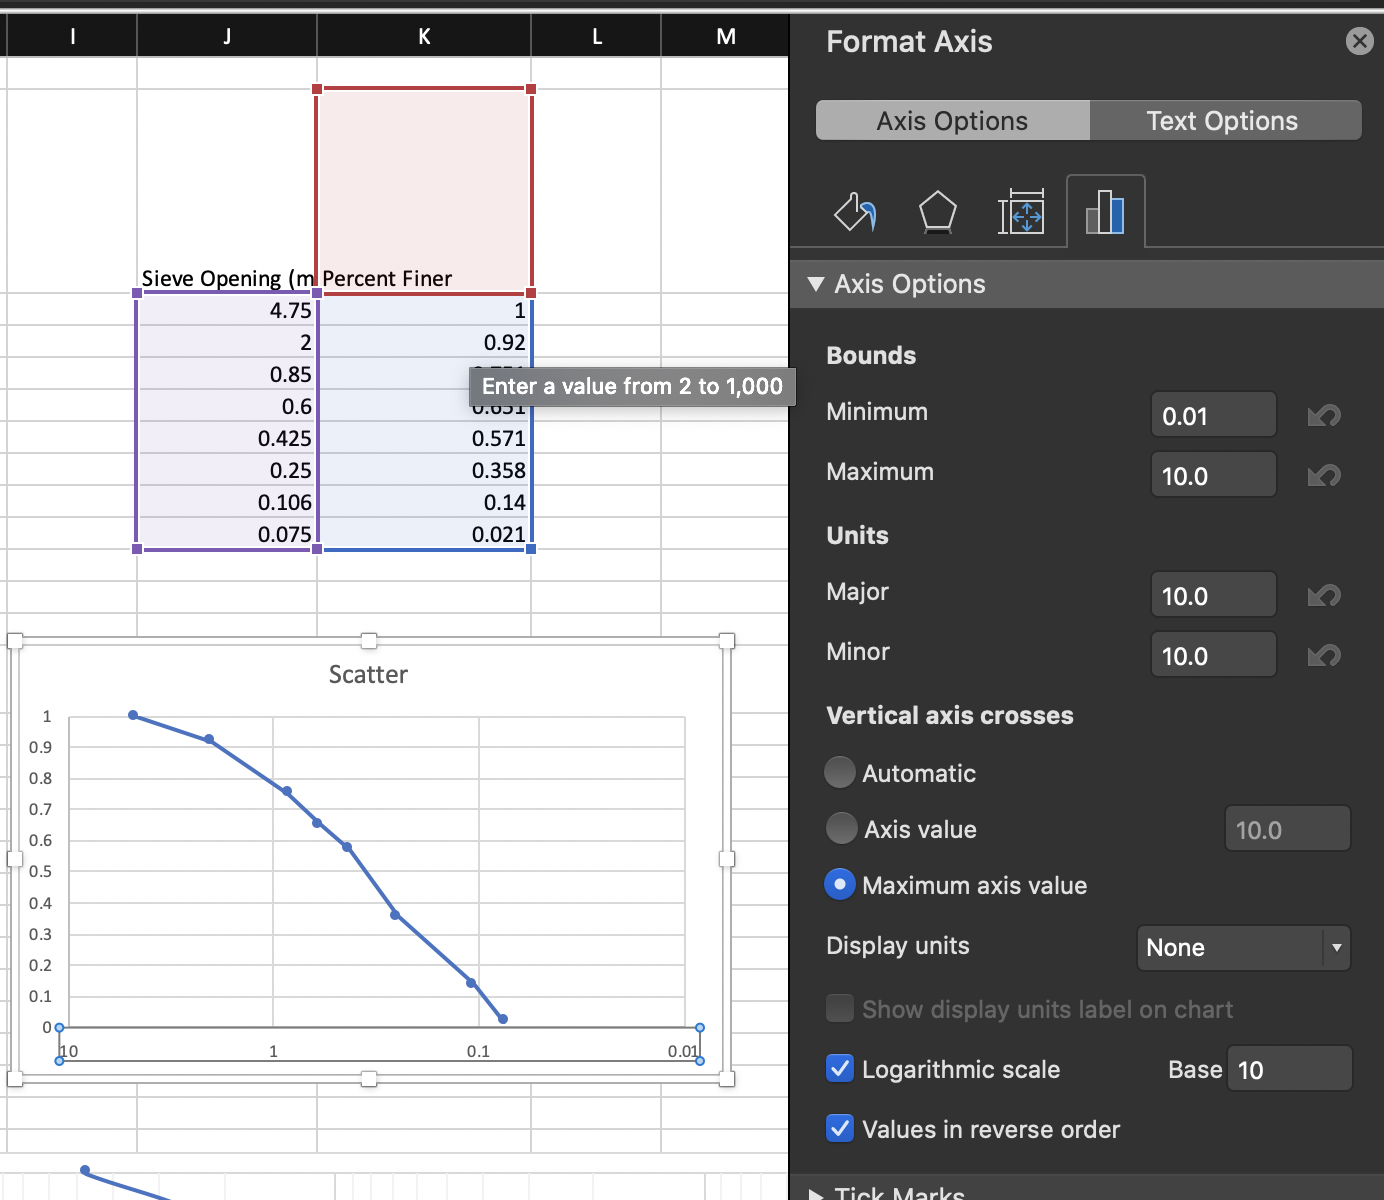 I J K L M
Format Axis
Axis Options Text Options
Sieve Opening (m Percent Finer
4.75 1
2 0.92
0.85
0.6
0.425 0.571
0.25 0.358
0.106 0.14
0.075 0.021
Enter a value from 2 to 1,000
Scatter
1
0.9
0.8
0.7
0.6
0.5
0.4
0.3
0.2
0.1
0
10 1 0.1 0.01
Axis Options
Bounds
Minimum 0.01
Maximum 10.0
Units
Major 10.0
Minor 10.0
Vertical axis crosses
Automatic
Axis value 10.0
Maximum axis value
Display units None
Show display units label on chart
Logarithmic scale Base 10
Values in reverse order
Tick Marks